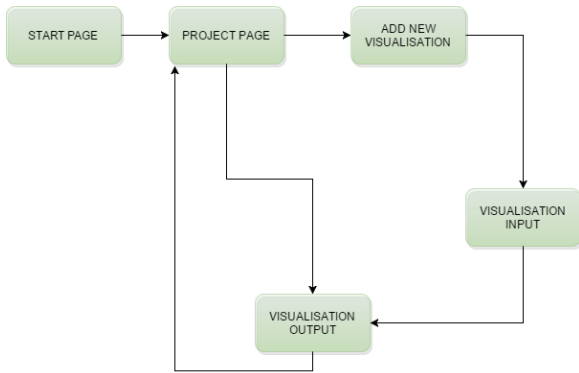 START PAGE
PROJECT PAGE
ADD NEW
VISUALISATION
VISUALISATION
INPUT
VISUALISATION
OUTPUT